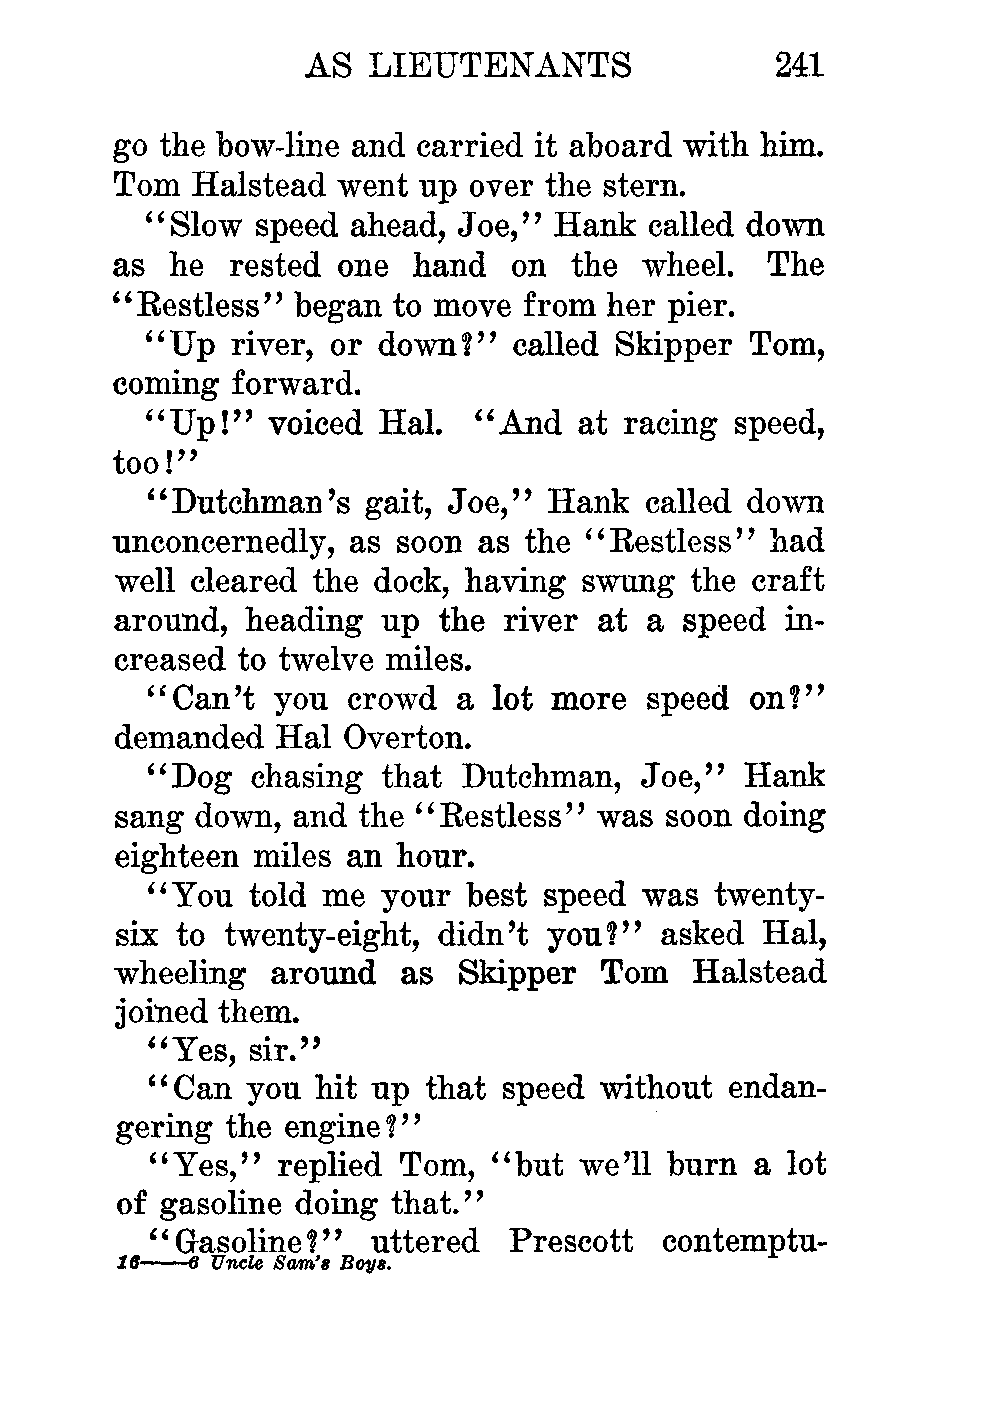 AS LIEUTENANTS 241
go the bow-line and carried it aboard with him.
Tom Halstead went up over the stern.
"Slow speed ahead, Joe," Hank called down
as he rested one hand on the wheel. The
"Restless" began to move from her pier.
"Up river, or down?" called Skipper Tom,
coming forward.
"Up!" voiced Hal. "And at racing speed,
too!"
"Dutchman's gait, Joe," Hank called down
unconcernedly, as soon as the "Restless" had
well cleared the dock, having swung the craft
around, heading up the river at a speed in-
creased to twelve miles.
"Can't you crowd a lot more speed on?"
demanded Hal Overton.
"Dog chasing that Dutchman, Joe," Hank
sang down, and the "Restless" was soon doing
eighteen miles an hour.
"You told me your best speed was twenty-
six to twenty-eight, didn't you?" asked Hal,
wheeling around as Skipper Tom Halstead
joined them.
"Yes, sir."
"Can you hit up that speed without endan-
gering the engine?"
"Yes," replied Tom, "but we'll burn a lot
of gasoline doing that."
"Gasoline?" uttered Prescott contemptu-
16——6 Uncle Sam's Boys.